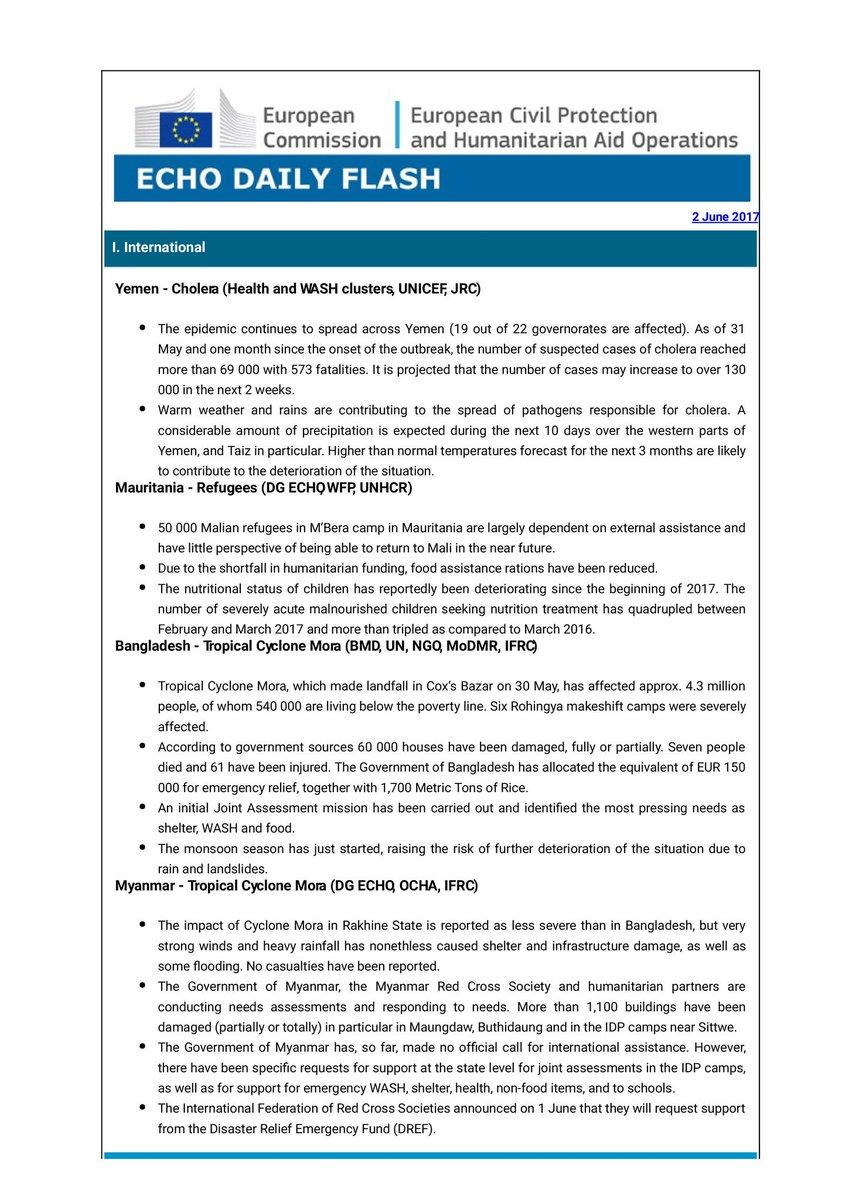 European
Commission
European Civil Protection
and Humanitarian Aid Operations
ECHO DAILY FLASH
2 June 2017
I. International
Yemen - Cholera (Health and WASH clusters, UNICEF, JRC)
• The epidemic continues to spread across Yemen (19 out of 22 governorates are affected). As of 31
May and one month since the onset of the outbreak, the number of suspected cases of cholera reached
more than 69 000 with 573 fatalities. It is projected that the number of cases may increase to over 130
000 in the next 2 weeks.
• Warm weather and rains are contributing to the spread of pathogens responsible for cholera. A
considerable amount of precipitation is expected during the next 10 days over the western parts of
Yemen, and Taiz in particular. Higher than normal temperatures forecast for the next 3 months are likely
to contribute to the deterioration of the situation.
Mauritania - Refugees (DG ECHO, WFP, UNHCR)
• 50 000 Malian refugees in M'Bera camp in Mauritania are largely dependent on external assistance and
have little perspective of being able to return to Mali in the near future.
• Due to the shortfall in humanitarian funding, food assistance rations have been reduced.
• The nutritional status of children has reportedly been deteriorating since the beginning of 2017. The
number of severely acute malnourished children seeking nutrition treatment has quadrupled between
February and March 2017 and more than tripled as compared to March 2016.
Bangladesh - Tropical Cyclone Mora (BMD, UN, NGO, MoDMR, IFRC)
• Tropical Cyclone Mora, which made landfall in Cox's Bazar on 30 May, has affected approx. 4.3 million
people, of whom 540 000 are living below the poverty line. Six Rohingya makeshift camps were severely
affected.
• According to government sources 60 000 houses have been damaged, fully or partially. Seven people
died and 61 have been injured. The Government of Bangladesh has allocated the equivalent of EUR 150
000 for emergency relief, together with 1,700 Metric Tons of Rice.
• An initial Joint Assessment mission has been carried out and identified the most pressing needs as
shelter, WASH and food.
• The monsoon season has just started, raising the risk of further deterioration of the situation due to
rain and landslides.
Myanmar - Tropical Cyclone Mora (DG ECHO, OCHA, IFRC)
• The impact of Cyclone Mora in Rakhine State is reported as less severe than in Bangladesh, but very
strong winds and heavy rainfall has nonethless caused shelter and infrastructure damage, as well as
some flooding. No casualties have been reported.
• The Government of Myanmar, the Myanmar Red Cross Society and humanitarian partners are
conducting needs assessments and responding to needs. More than 1,100 buildings have been
damaged (partially or totally) in particular in Maungdaw, Buthidaung and in the IDP camps near Sittwe.
• The Government of Myanmar has, so far, made no official call for international assistance. However,
there have been specific requests for support at the state level for joint assessments in the IDP camps,
as well as for support for emergency WASH, shelter, health, non-food items, and to schools.
• The International Federation of Red Cross Societies announced on 1 June that they will request support
from the Disaster Relief Emergency Fund (DREF).